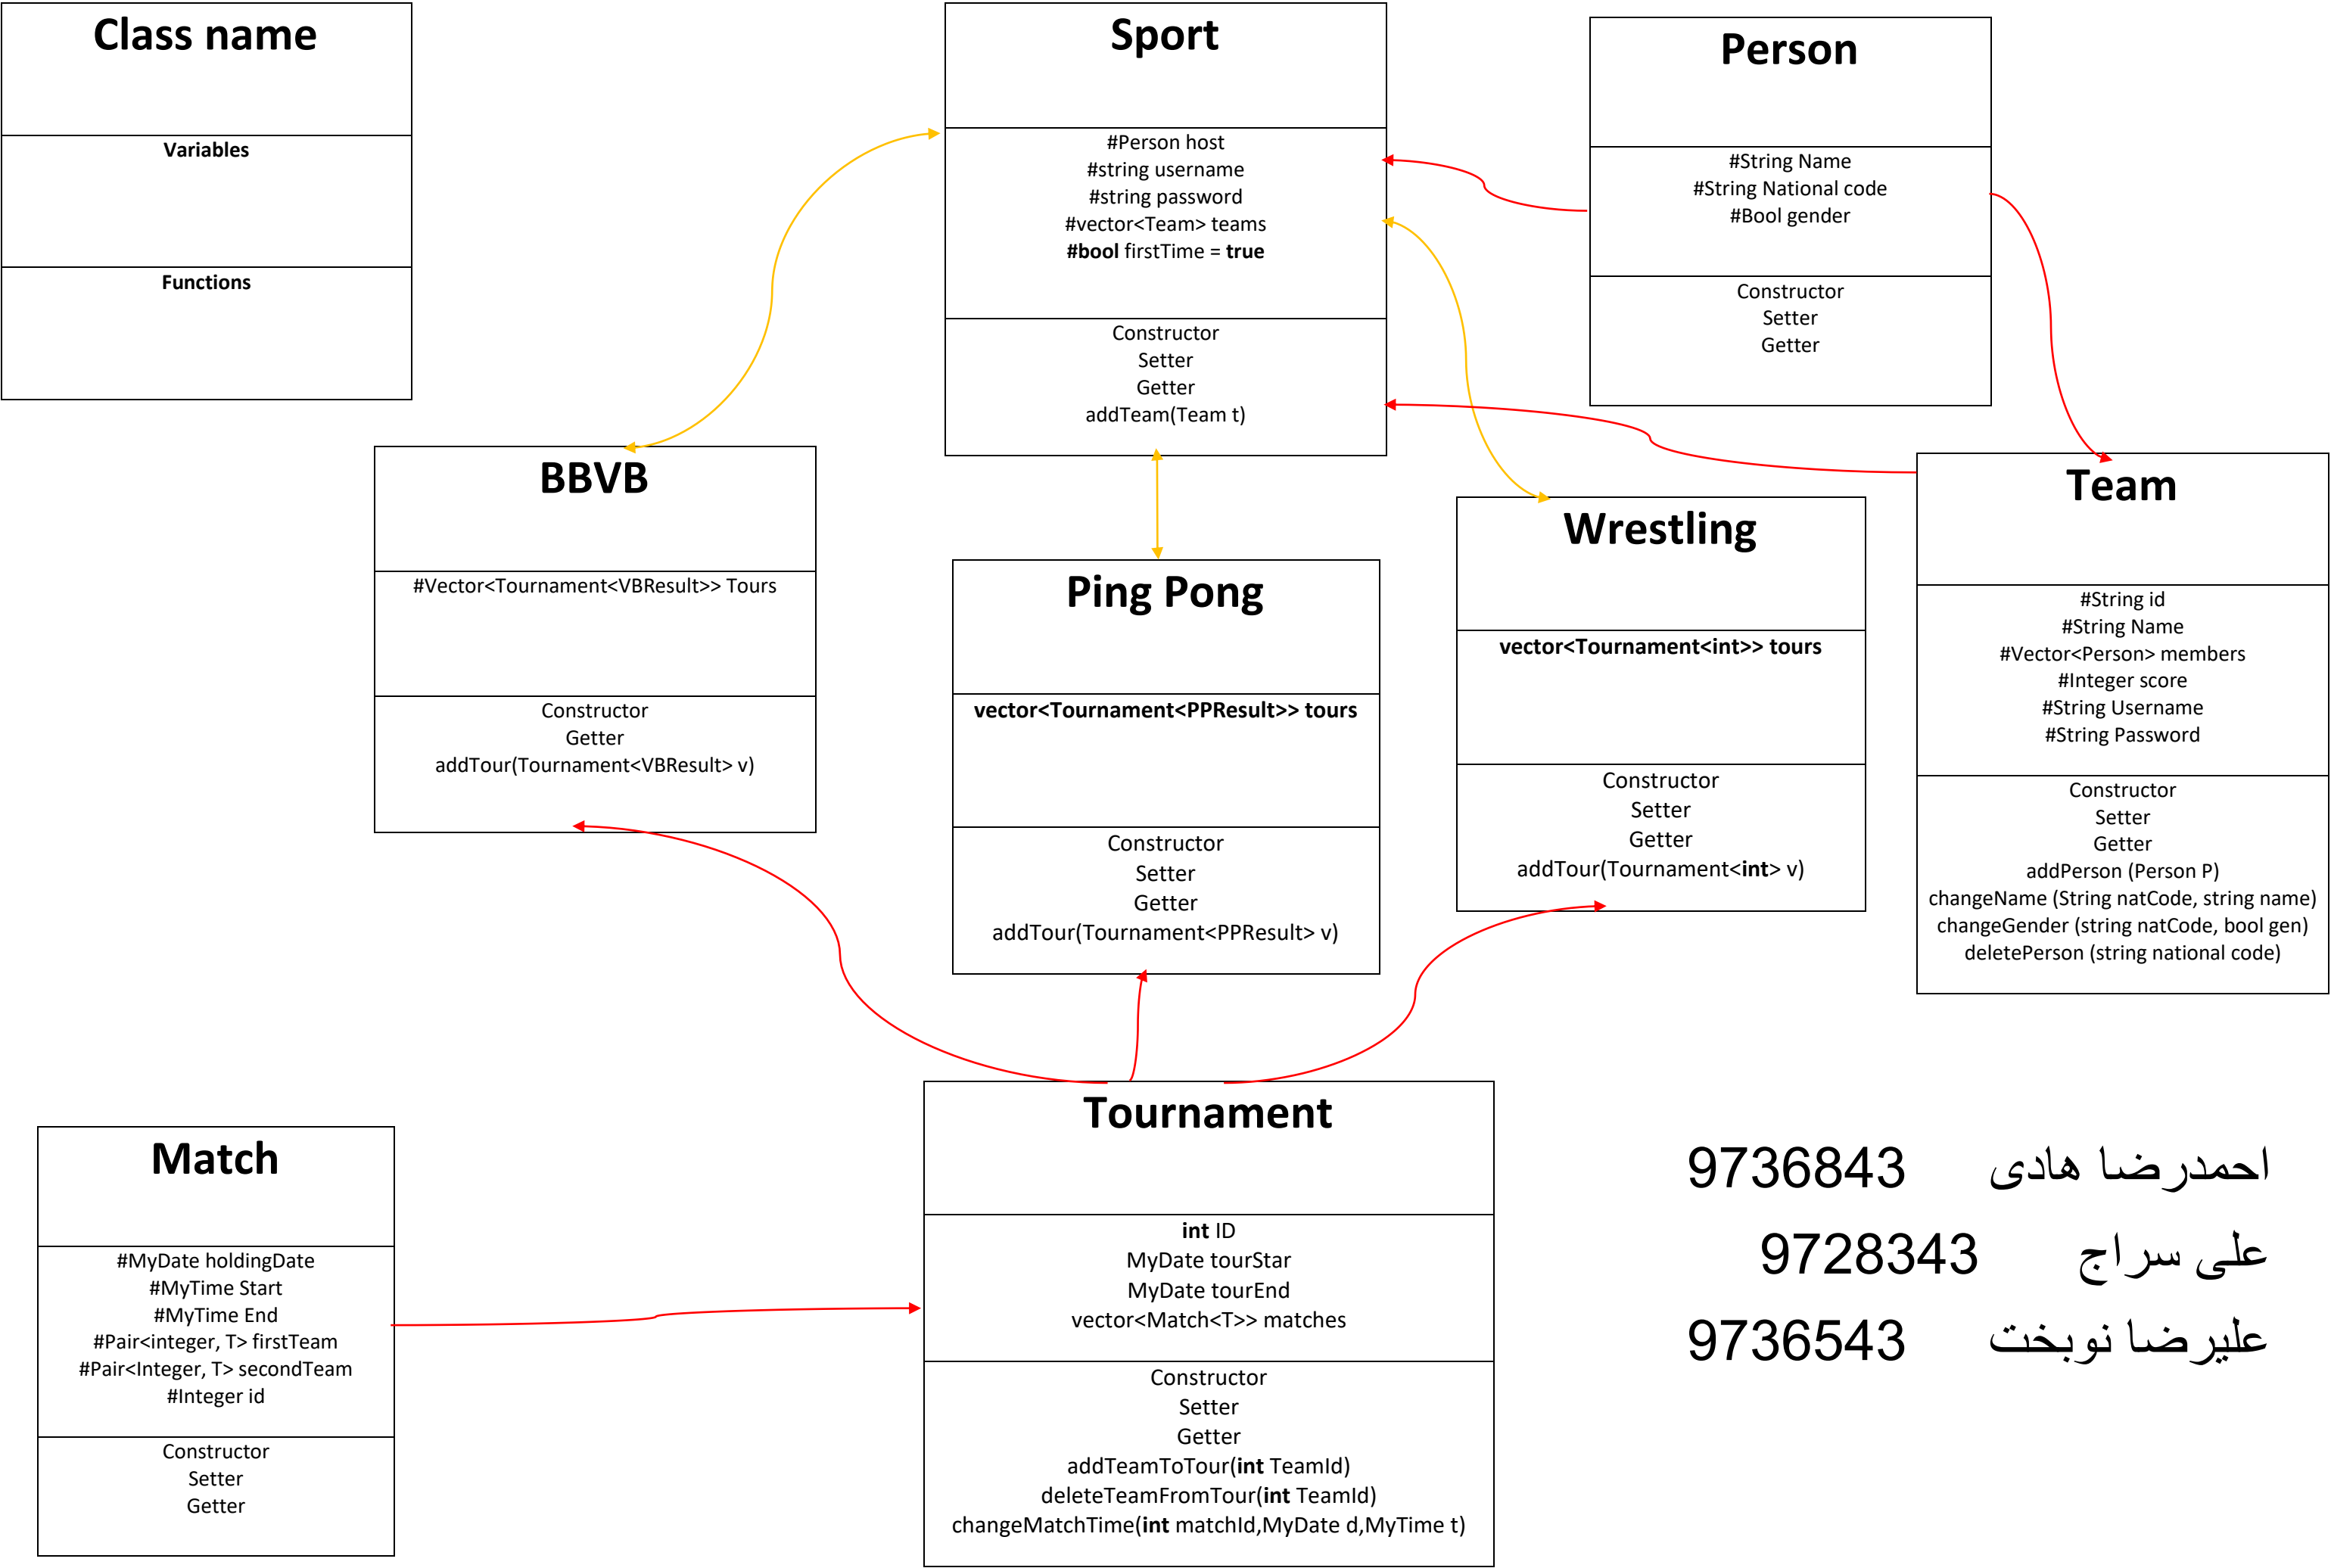 Class name
Variables
Functions
Sport
#Person host
#string username
#string password
#vector<Team> teams
#bool firstTime = true
Constructor
Setter
Getter
addTeam(Team t)
Person
#String Name
#String National code
#Bool gender
Constructor
Setter
Getter
BBVB
#Vector<Tournament<VBResult>> Tours
Constructor
Getter
addTour(Tournament<VBResult> v)
Ping Pong
vector<Tournament<PPResult>> tours
Constructor
Setter
Getter
addTour(Tournament<PPResult> v)
Wrestling
vector<Tournament<int>> tours
Constructor
Setter
Getter
addTour(Tournament<int> v)
Team
#String id
#String Name
#Vector<Person> members
#Integer score
#String Username
#String Password
Constructor
Setter
Getter
addPerson (Person P)
changeName (String natCode, string name)
changeGender (string natCode, bool gen)
deletePerson (string national code)
Match
#MyDate holdingDate
#MyTime Start
#MyTime End
#Pair<integer, T> firstTeam
#Pair<Integer, T> secondTeam
#Integer id
Constructor
Setter
Getter
Tournament
int ID
MyDate tourStar
MyDate tourEnd
vector<Match<T>> matches
Constructor
Setter
Getter
addTeamToTour(int TeamId)
deleteTeamFromTour(int TeamId)
changeMatchTime(int matchId,MyDate d,MyTime t)
احمدرضا هادی 9736843
علی سراج 9728343
علیرضا نوبخت 9736543